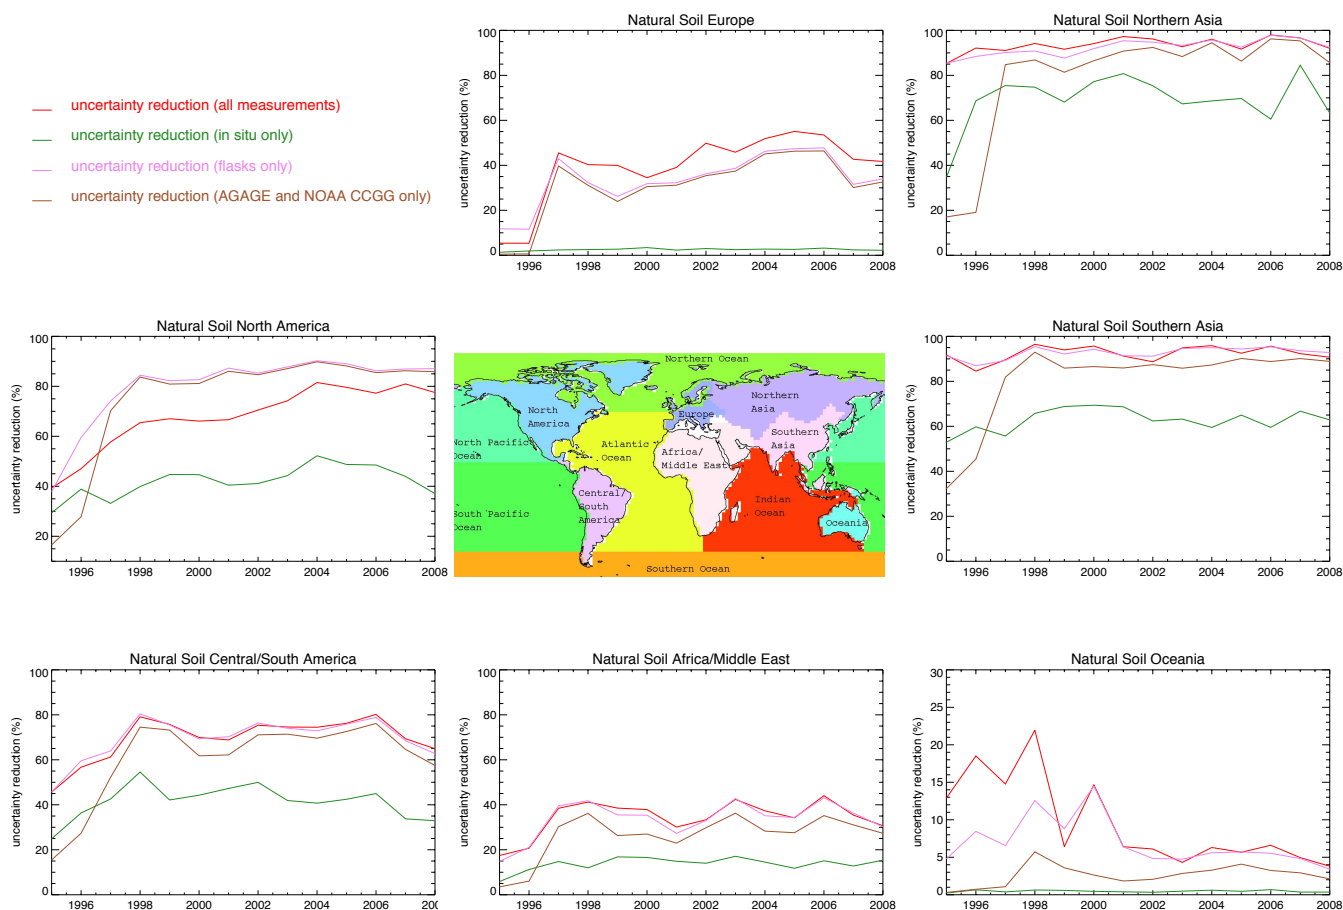 Natural Soil Europe
Natural Soil Northern Asia
100
80
60
40
20
0
uncertainty reduction (%)
1996 1998 2000 2002 2004 2006 2008
100
80
60
40
20
0
uncertainty reduction (%)
1996 1998 2000 2002 2004 2006 2008
uncertainty reduction (all measurements)
uncertainty reduction (in situ only)
uncertainty reduction (flasks only)
uncertainty reduction (AGAGE and NOAA CCGG only)
Natural Soil North America
100
80
60
40
20
uncertainty reduction (%)
1996 1998 2000 2002 2004 2006 2008
Northern Ocean
North
America
Europe
Northern
Asia
Southern
Asia
North Pacific
Ocean
Atlantic
Ocean
Africa/
Middle East
Central/
South
America
Indian
Ocean
South Pacific
Ocean
Oceania
Southern Ocean
Natural Soil Southern Asia
100
80
60
40
20
0
uncertainty reduction (%)
1996 1998 2000 2002 2004 2006 2008
Natural Soil Central/South America
100
80
60
40
20
0
uncertainty reduction (%)
1996 1998 2000 2002 2004 2006 200
Natural Soil Africa/Middle East
100
80
60
40
20
0
uncertainty reduction (%)
1996 1998 2000 2002 2004 2006 2008
Natural Soil Oceania
30
25
20
15
10
5
0
uncertainty reduction (%)
1996 1998 2000 2002 2004 2006 2008